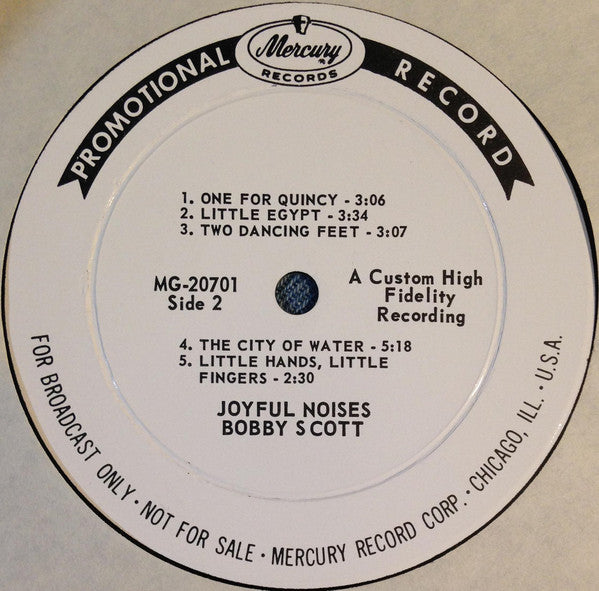 Mercury
RECORDS
PROMOTIONAL RECORD
1. ONE FOR QUINCY - 3:06
2. LITTLE EGYPT - 3:34
3. TWO DANCING FEET - 3:07
MG-20701
Side 2
A Custom High
Fidelity
Recording
4. THE CITY OF WATER - 5:18
5. LITTLE HANDS, LITTLE
FINGERS - 2:30
JOYFUL NOISES
BOBBY SCOTT
FOR BROADCAST ONLY · NOT FOR SALE · MERCURY RECORD CORP. · CHICAGO, ILL. · U.S.A.